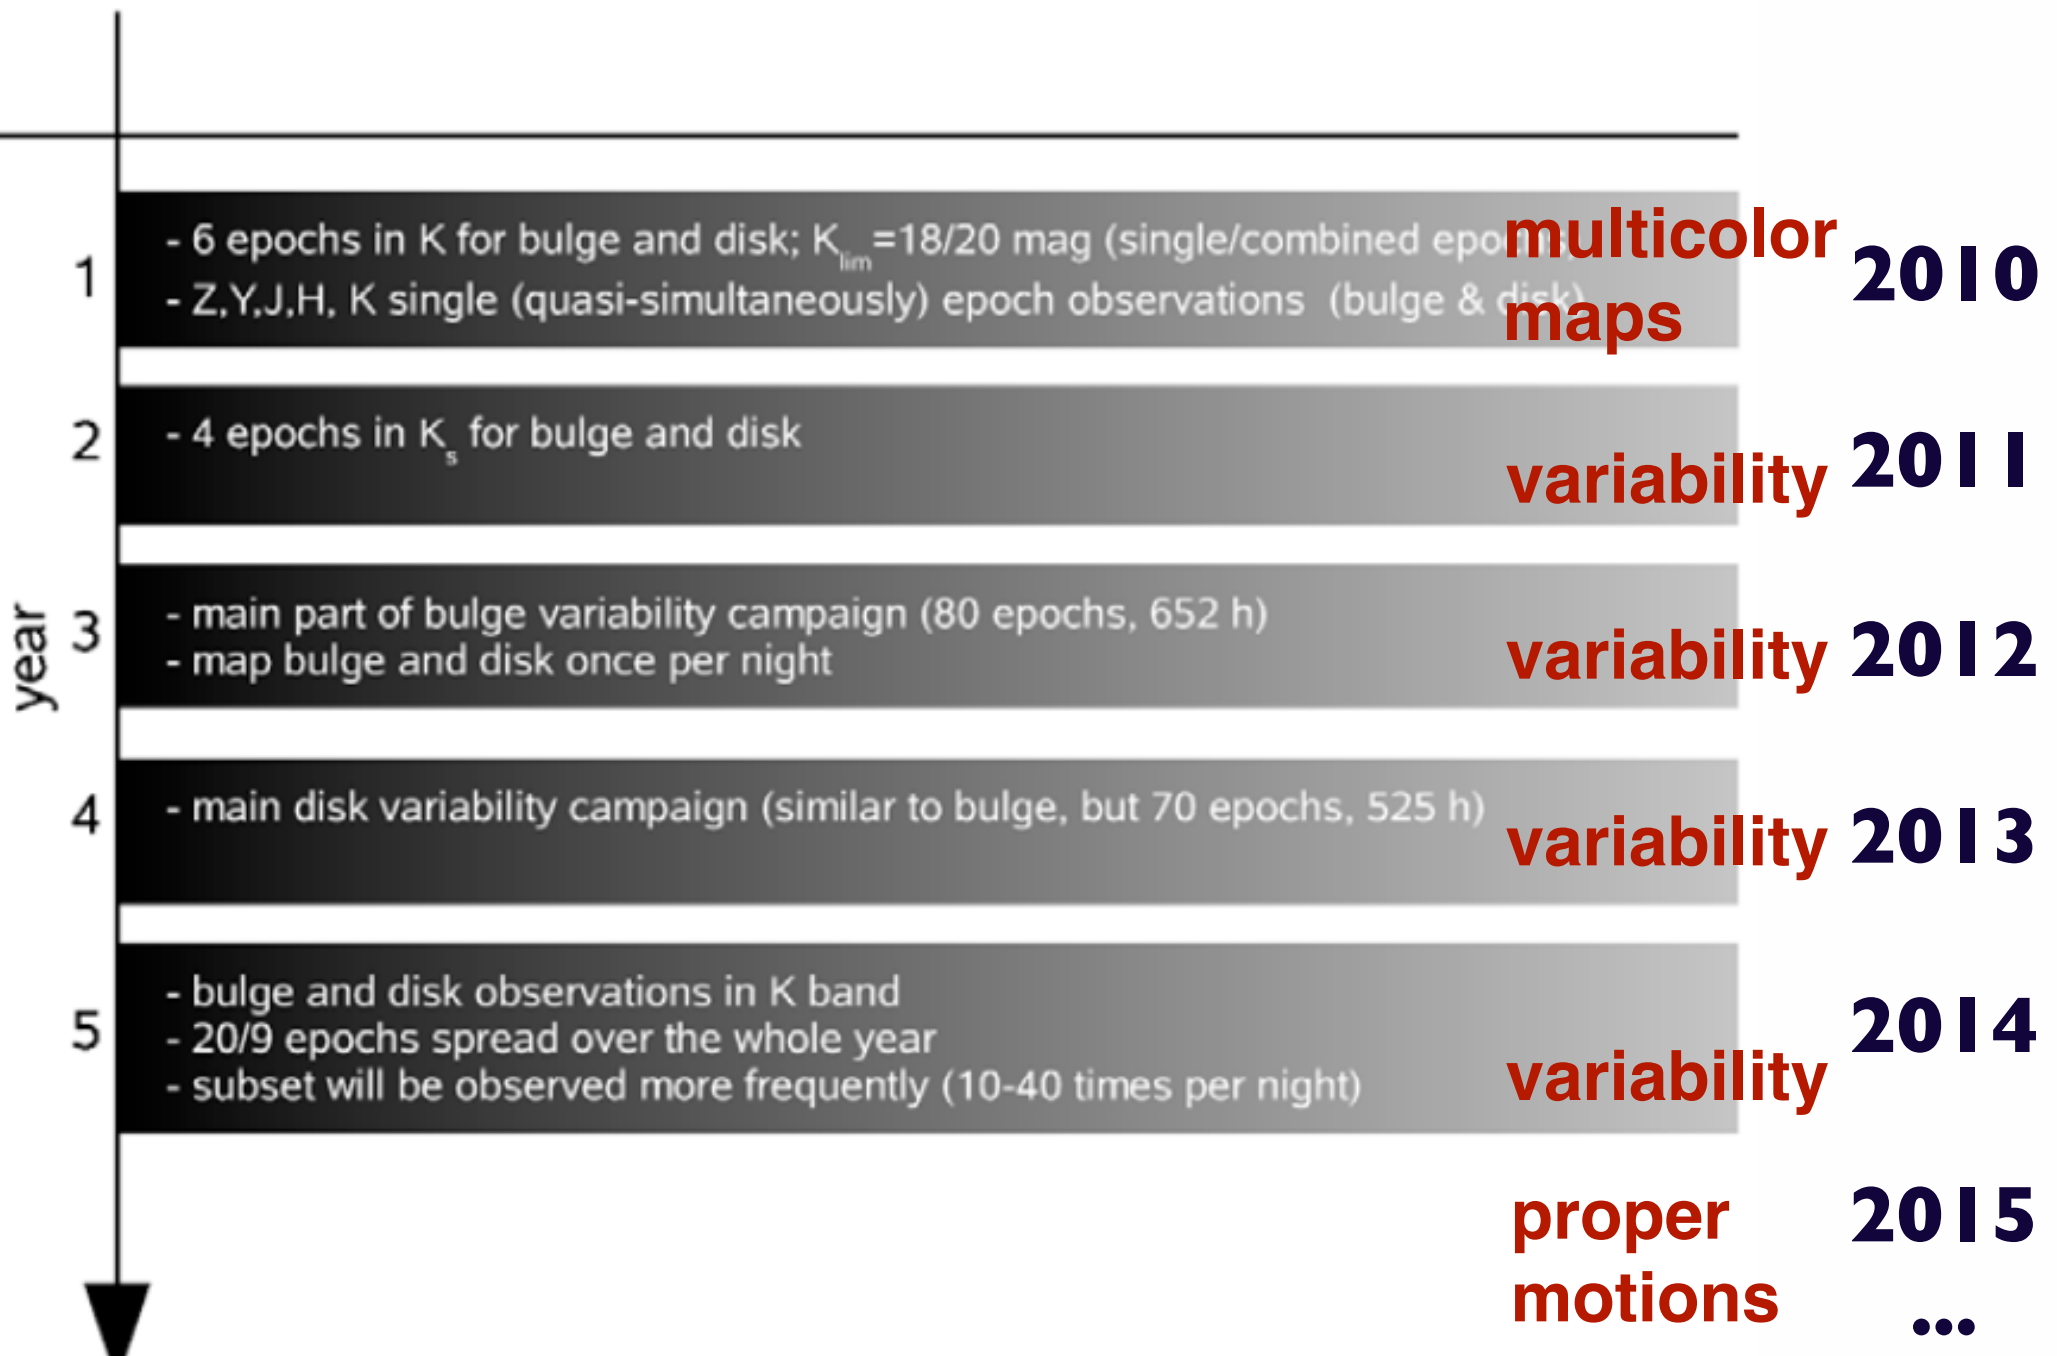 year
1
- 6 epochs in K for bulge and disk; Klim=18/20 mag (single/combined epochs)
- Z,Y,J,H, K single (quasi-simultaneously) epoch observations (bulge & disk)
multicolor
maps
2010
2
- 4 epochs in Ks for bulge and disk
variability
2011
3
- main part of bulge variability campaign (80 epochs, 652 h)
- map bulge and disk once per night
variability
2012
4
- main disk variability campaign (similar to bulge, but 70 epochs, 525 h)
variability
2013
5
- bulge and disk observations in K band
- 20/9 epochs spread over the whole year
- subset will be observed more frequently (10-40 times per night)
variability
2014
proper
motions
2015
...